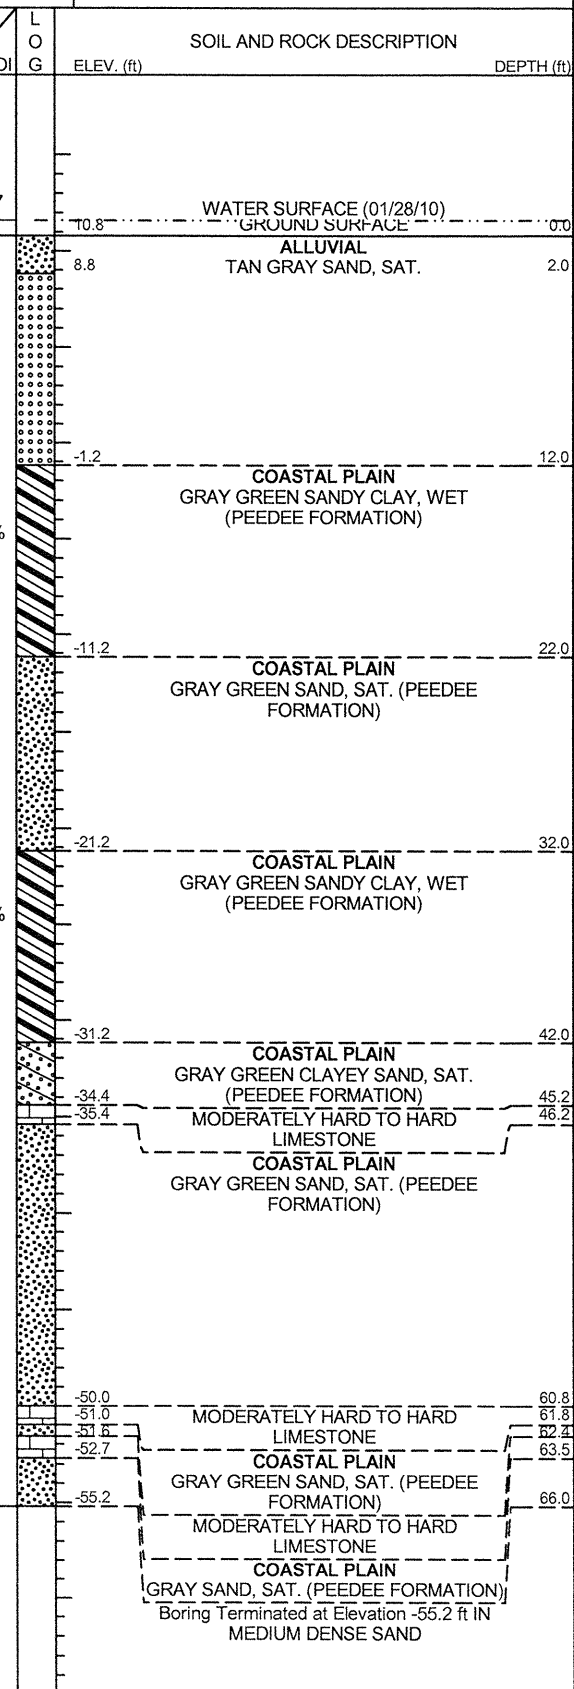 L
O
G
SOIL AND ROCK DESCRIPTION
ELEV. (ft) DEPTH (ft)
WATER SURFACE (01/28/10)
10.8 GROUND SURFACE 0.0
ALLUVIAL
8.8 TAN GRAY SAND, SAT. 2.0
-1.2 12.0
COASTAL PLAIN
GRAY GREEN SANDY CLAY, WET
(PEEDEE FORMATION)
%
-11.2 22.0
COASTAL PLAIN
GRAY GREEN SAND, SAT. (PEEDEE
FORMATION)
-21.2 32.0
COASTAL PLAIN
GRAY GREEN SANDY CLAY, WET
(PEEDEE FORMATION)
%
-31.2 42.0
COASTAL PLAIN
GRAY GREEN CLAYEY SAND, SAT.
-34.4 (PEEDEE FORMATION) 45.2
-35.4 MODERATELY HARD TO HARD 46.2
LIMESTONE
COASTAL PLAIN
GRAY GREEN SAND, SAT. (PEEDEE
FORMATION)
-50.0 60.8
-51.0 MODERATELY HARD TO HARD 61.8
-51.6 LIMESTONE 62.4
-52.7 COASTAL PLAIN 63.5
GRAY GREEN SAND, SAT. (PEEDEE
-55.2 FORMATION) 66.0
MODERATELY HARD TO HARD
LIMESTONE
COASTAL PLAIN
GRAY SAND, SAT. (PEEDEE FORMATION)
Boring Terminated at Elevation -55.2 ft IN
MEDIUM DENSE SAND